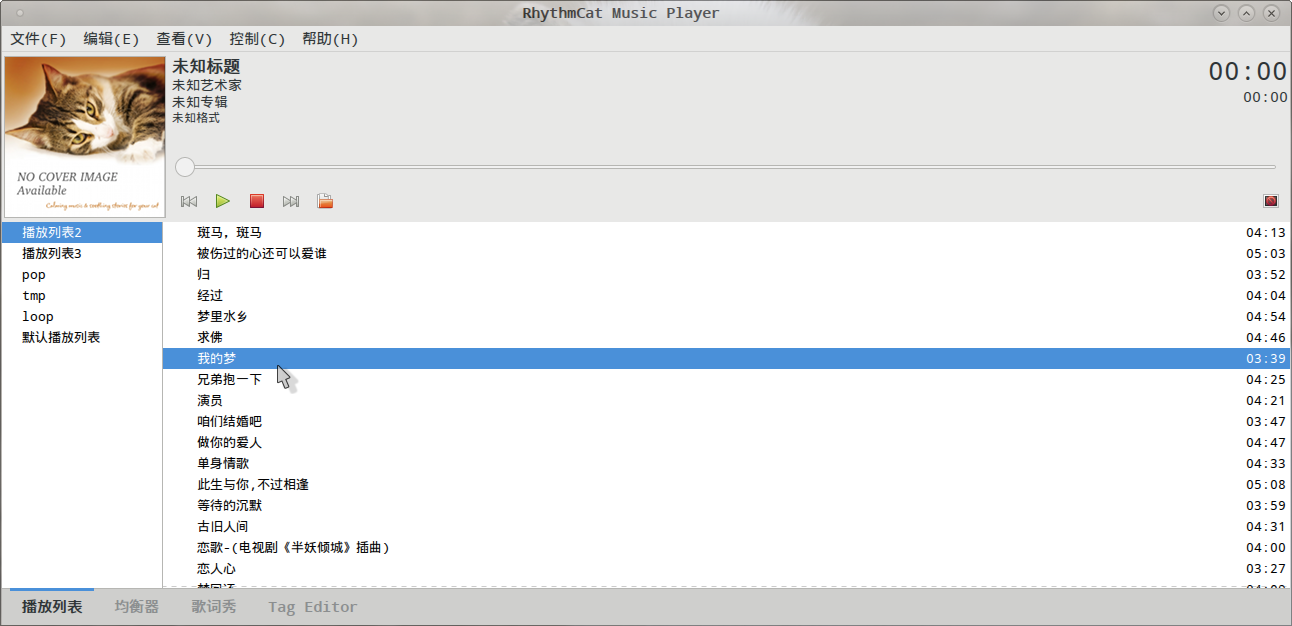 RhythmCat Music Player
文件(F) 编辑(E) 查看(V) 控制(C) 帮助(H)
未知标题
未知艺术家
未知专辑
未知格式
00:00
00:00
NO COVER IMAGE
Available
Calming music & soothing stories for your cat
播放列表2
播放列表3
pop
tmp
loop
默认播放列表
斑马，斑马 04:13
被伤过的心还可以爱谁 05:03
归 03:52
经过 04:04
梦里水乡 04:54
求佛 04:46
我的梦 03:39
兄弟抱一下 04:25
演员 04:21
咱们结婚吧 03:47
做你的爱人 04:47
单身情歌 04:33
此生与你,不过相逢 05:08
等待的沉默 03:59
古旧人间 04:31
恋歌-(电视剧《半妖倾城》插曲) 04:00
恋人心 03:27
播放列表 均衡器 歌词秀 Tag Editor